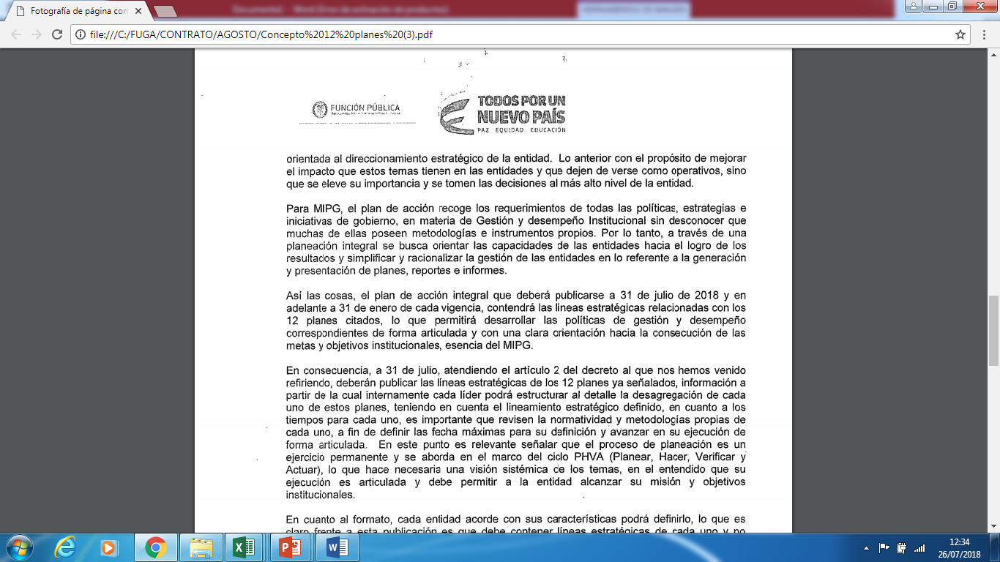 Fotografía de página com
file:///C:/FUGA/CONTRATO/AGOSTO/Concepto%2012%20planes%20(3).pdf
FUNCIÓN PÚBLICA
TODOS POR UN
NUEVO PAÍS
PAZ EQUIDAD EDUCACIÓN
orientada al direccionamiento estratégico de la entidad. Lo anterior con el propósito de mejorar
el impacto que estos temas tienen en las entidades y que dejen de verse como operativos, sino
que se eleve su importancia y se tomen las decisiones al más alto nivel de la entidad.
Para MIPG, el plan de acción recoge los requerimientos de todas las políticas, estrategias e
iniciativas de gobierno, en materia de Gestión y desempeño Institucional sin desconocer que
muchas de ellas poseen metodologías e instrumentos propios. Por lo tanto, a través de una
planeación integral se busca orientar las capacidades de las entidades hacia el logro de los
resultados y simplificar y racionalizar la gestión de las entidades en lo referente a la generación
y presentación de planes, reportes e informes.
Así las cosas, el plan de acción integral que deberá publicarse a 31 de julio de 2018 y en
adelante a 31 de enero de cada vigencia, contendrá las líneas estratégicas relacionadas con los
12 planes citados, lo que permitirá desarrollar las políticas de gestión y desempeño
correspondientes de forma articulada y con una clara orientación hacia la consecución de las
metas y objetivos institucionales, esencia del MIPG.
En consecuencia, a 31 de julio, atendiendo el artículo 2 del decreto al que nos hemos venido
refiriendo, deberán publicar las líneas estratégicas de los 12 planes ya señalados, información a
partir de la cual internamente cada líder podrá estructurar al detalle la desagregación de cada
uno de estos planes, teniendo en cuenta el lineamiento estratégico definido, en cuanto a los
tiempos para cada uno, es importante que revisen la normatividad y metodologías propias de
cada uno, a fin de definir las fecha máximas para su definición y avanzar en su ejecución de
forma articulada. En este punto es relevante señalar que el proceso de planeación es un
ejercicio permanente y se aborda en el marco del ciclo PHVA (Planear, Hacer, Verificar y
Actuar), lo que hace necesaria una visión sistémica de los temas, en el entendido que su
ejecución es articulada y debe permitir a la entidad alcanzar su misión y objetivos
institucionales.
En cuanto al formato, cada entidad acorde con sus características podrá definirlo, lo que es
claro frente a esta publicación es que debe contener líneas estratégicas de cada uno y no
12:34
26/07/2018